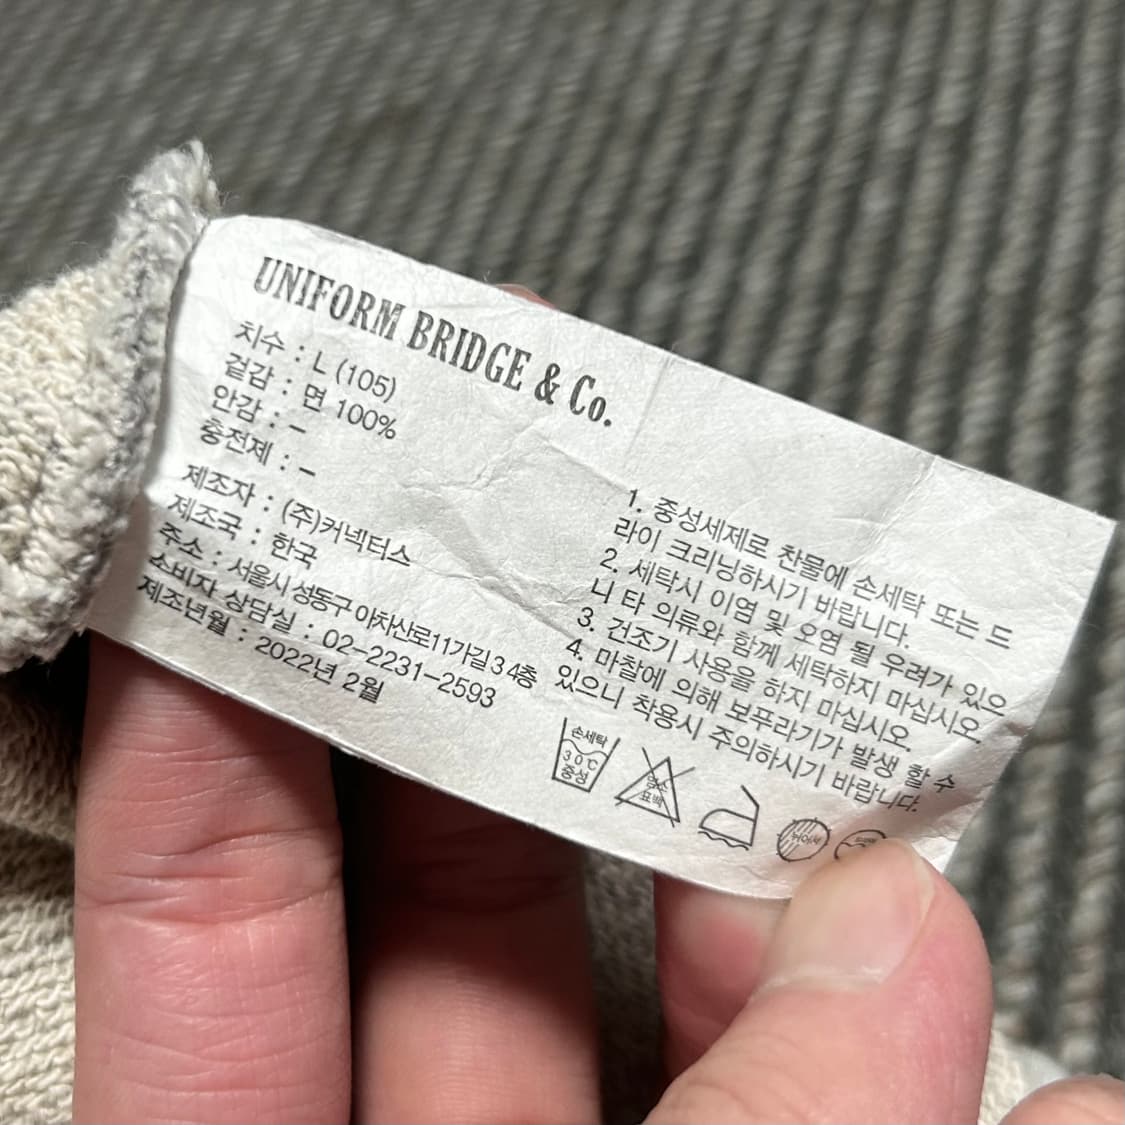 UNIFORM BRIDGE & Co.
치수 : L (105)
겉감 : 면 100%
안감 : –
충전제 : –
제조자 : (주)커넥터스
제조국 : 한국
주소 : 서울시 성동구 아차산로11가길 3 4층
소비자 상담실 : 02-2231-2593
제조년월 : 2022년 2월
1. 중성세제로 찬물에 손세탁 또는 드
라이 크리닝하시기 바랍니다.
2. 세탁시 이염 및 오염 될 우려가 있으
니 타 의류와 함께 세탁하지 마십시오.
3. 건조기 사용을 하지 마십시오.
4. 마찰에 의해 보푸라기가 발생 할 수
있으니 착용시 주의하시기 바랍니다.
손세탁
30℃
중성
염소
표백
뉘어서